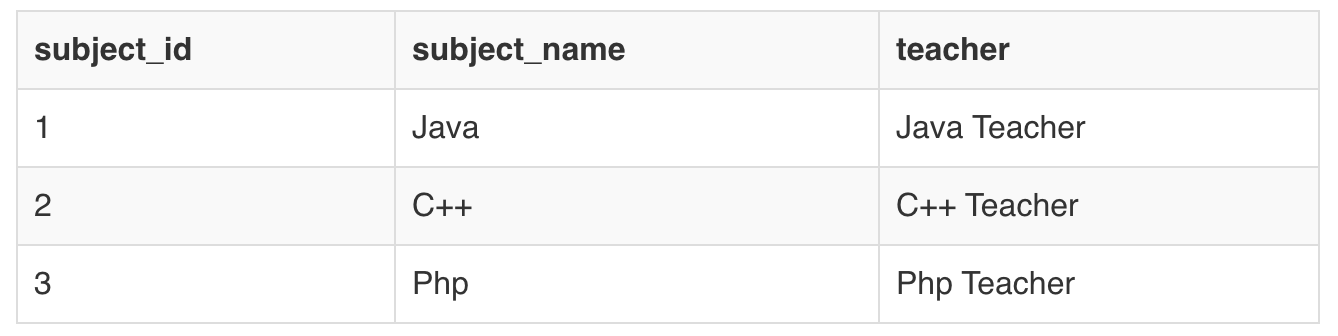 subject_id subject_name teacher
1 Java Java Teacher
2 C++ C++ Teacher
3 Php Php Teacher